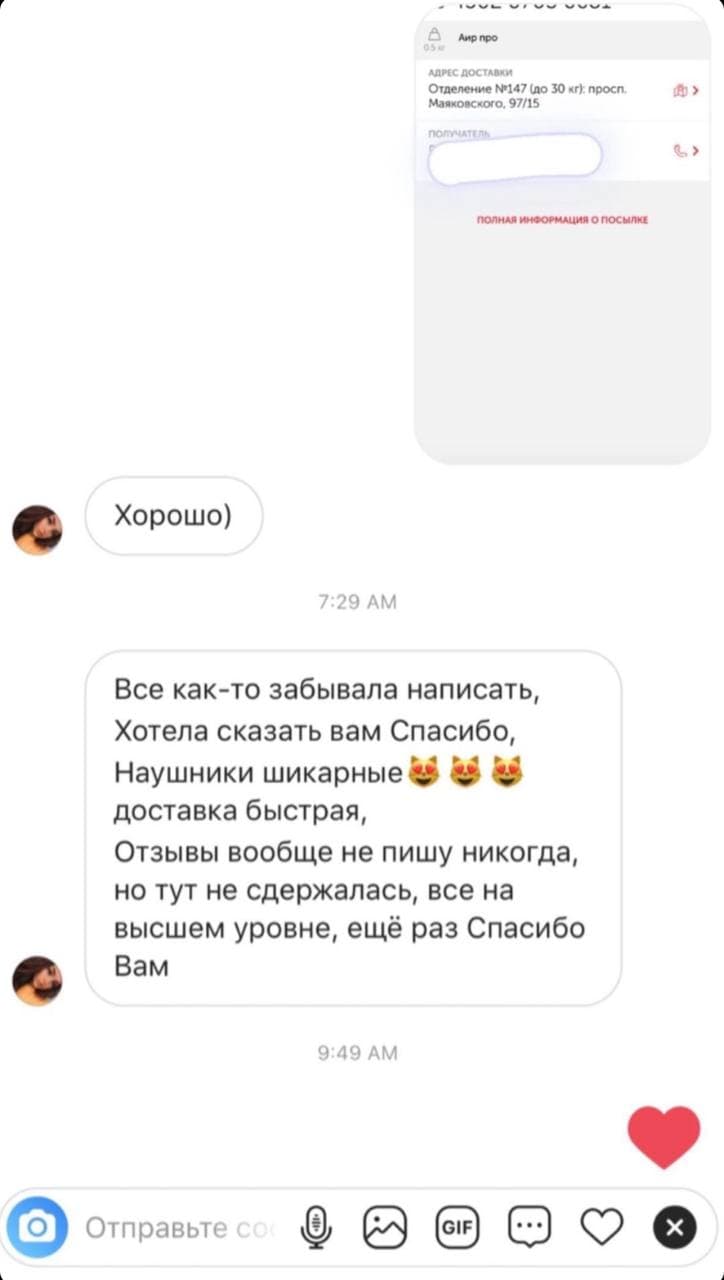 Аир про
0.5 кг
АДРЕС ДОСТАВКИ
Отделение №147 (до 30 кг): просп.
Маяковского, 97/15
ПОЛУЧАТЕЛЬ
ПОЛНАЯ ИНФОРМАЦИЯ О ПОСЫЛКЕ
Хорошо)
7:29 AM
Все как-то забывала написать,
Хотела сказать вам Спасибо,
Наушники шикарные😻 😻 😻
доставка быстрая,
Отзывы вообще не пишу никогда,
но тут не сдержалась, все на
высшем уровне, ещё раз Спасибо
Вам
9:49 AM
Отправьте соо
GIF